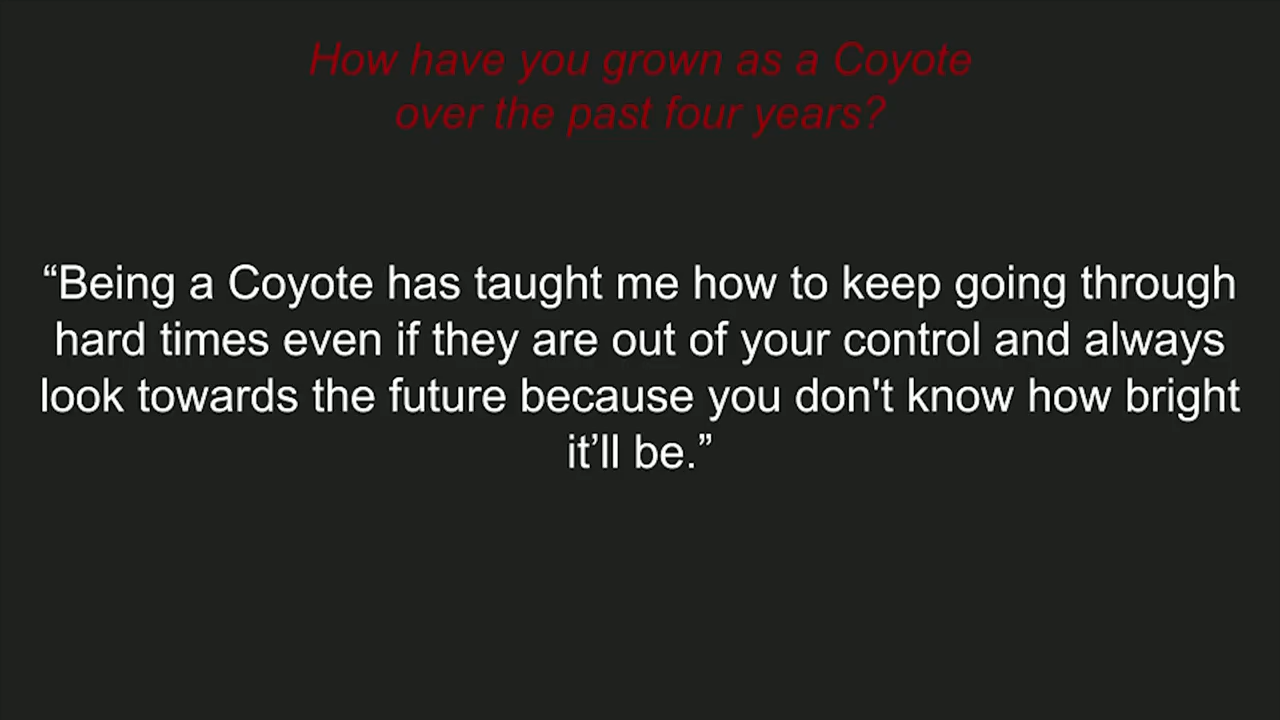 How have you grown as a Coyote
over the past four years?
“Being a Coyote has taught me how to keep going through
hard times even if they are out of your control and always
look towards the future because you don't know how bright
it’ll be.”